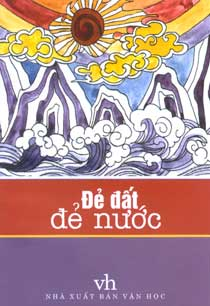 Đẻ đất
đẻ nước
vh
NHÀ XUẤT BẢN VĂN HỌC